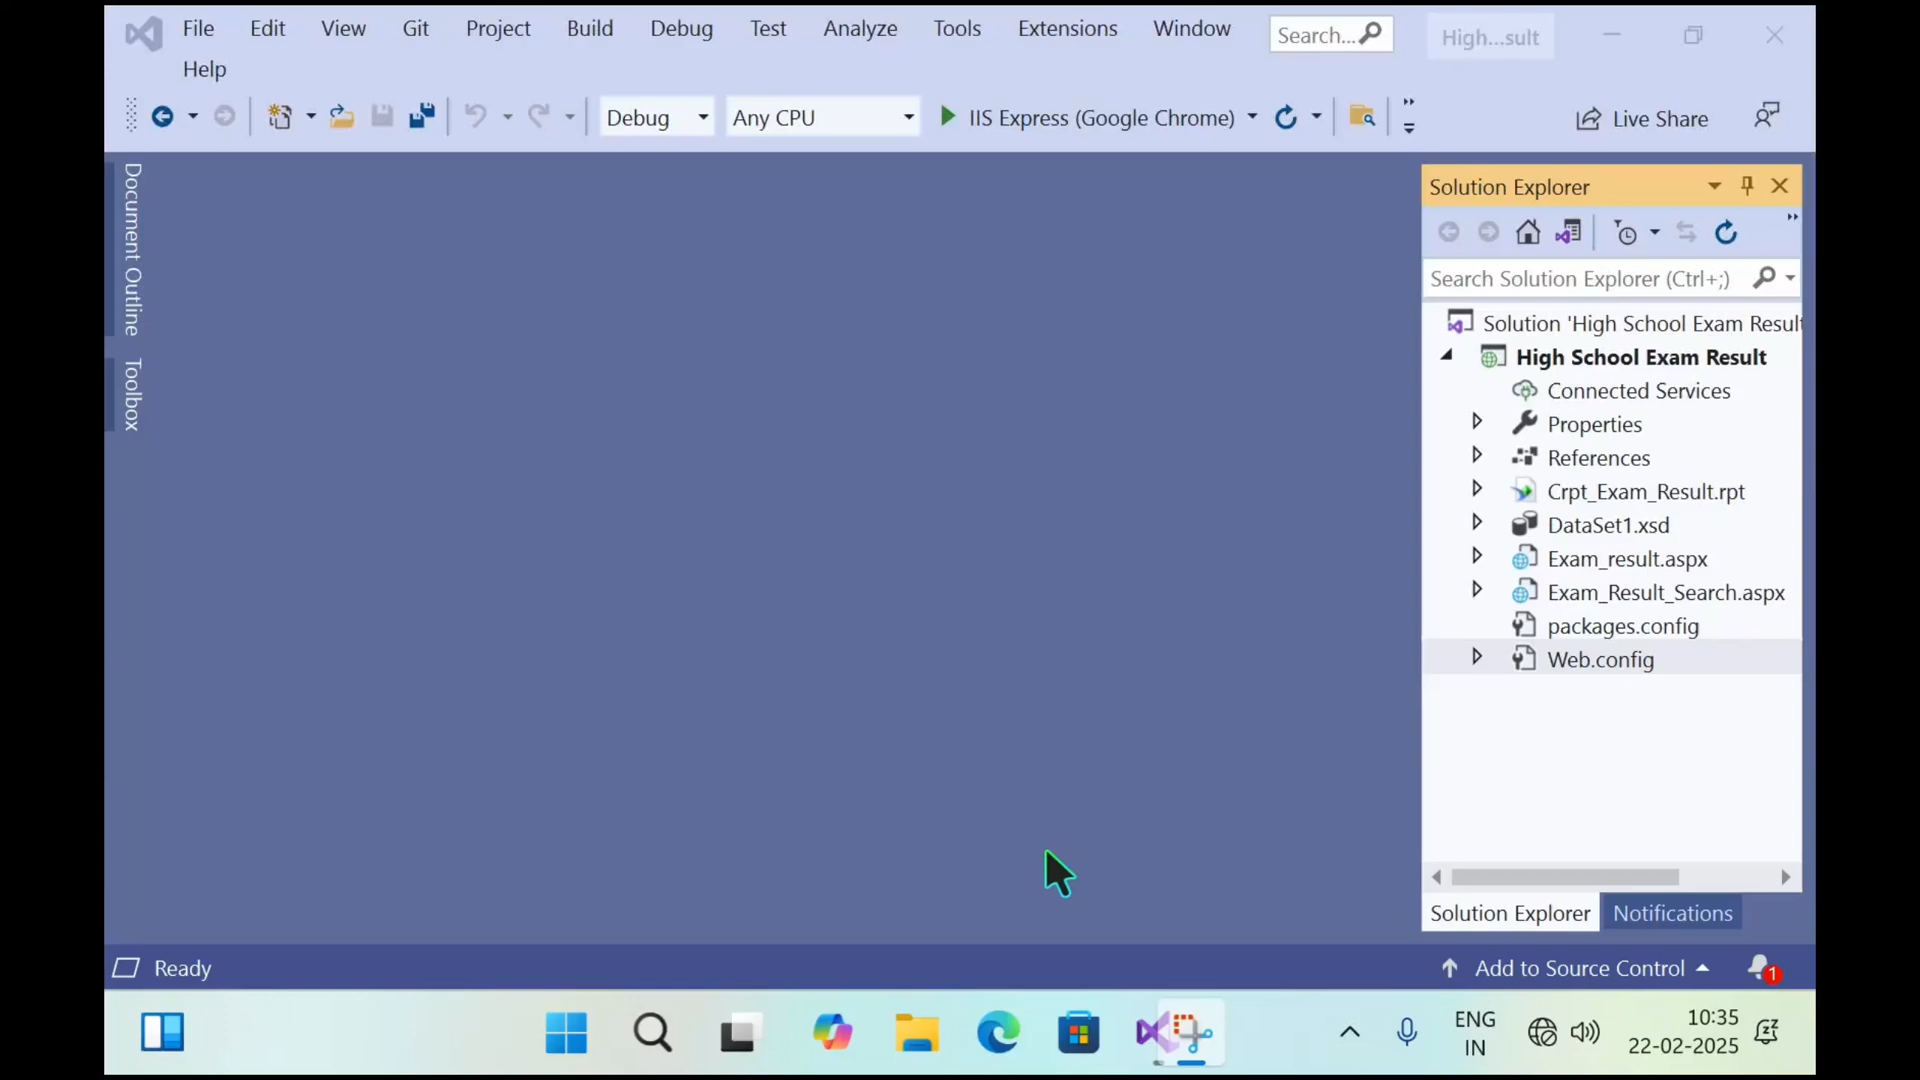 File Edit View Git Project Build Debug Test Analyze Tools Extensions Window Search... High...sult
Help
Debug Any CPU IIS Express (Google Chrome) Live Share
Document Outline
Toolbox
Solution Explorer
Search Solution Explorer (Ctrl+;)
Solution 'High School Exam Result
High School Exam Result
Connected Services
Properties
References
Crpt_Exam_Result.rpt
DataSet1.xsd
Exam_result.aspx
Exam_Result_Search.aspx
packages.config
Web.config
Solution Explorer Notifications
Ready Add to Source Control 1
ENG 10:35
IN 22-02-2025